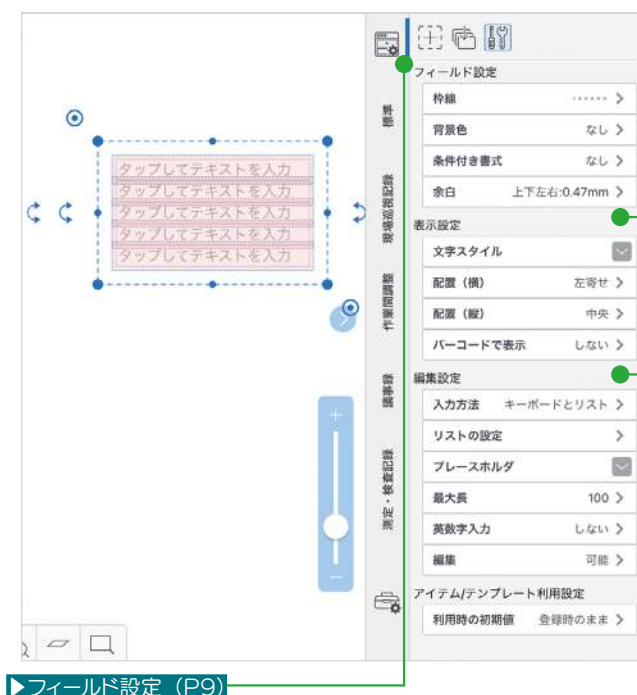 フィールド設定
枠線 ・・・・・・ >
背景色 なし >
条件付き書式 なし >
余白 上下左右:0.47mm >
表示設定
文字スタイル
配置(横) 左寄せ >
配置(縦) 中央 >
バーコードで表示 しない >
編集設定
入力方法 キーボードとリスト >
リストの設定 >
プレースホルダ
最大長 100 >
英数字入力 しない >
編集 可能 >
アイテム/テンプレート利用設定
利用時の初期値 登録時のまま >
標準
現場巡視記録
作業間調整
議事録
測定・検査記録
タップしてテキストを入力
タップしてテキストを入力
タップしてテキストを入力
タップしてテキストを入力
タップしてテキストを入力
▶フィールド設定(P9)